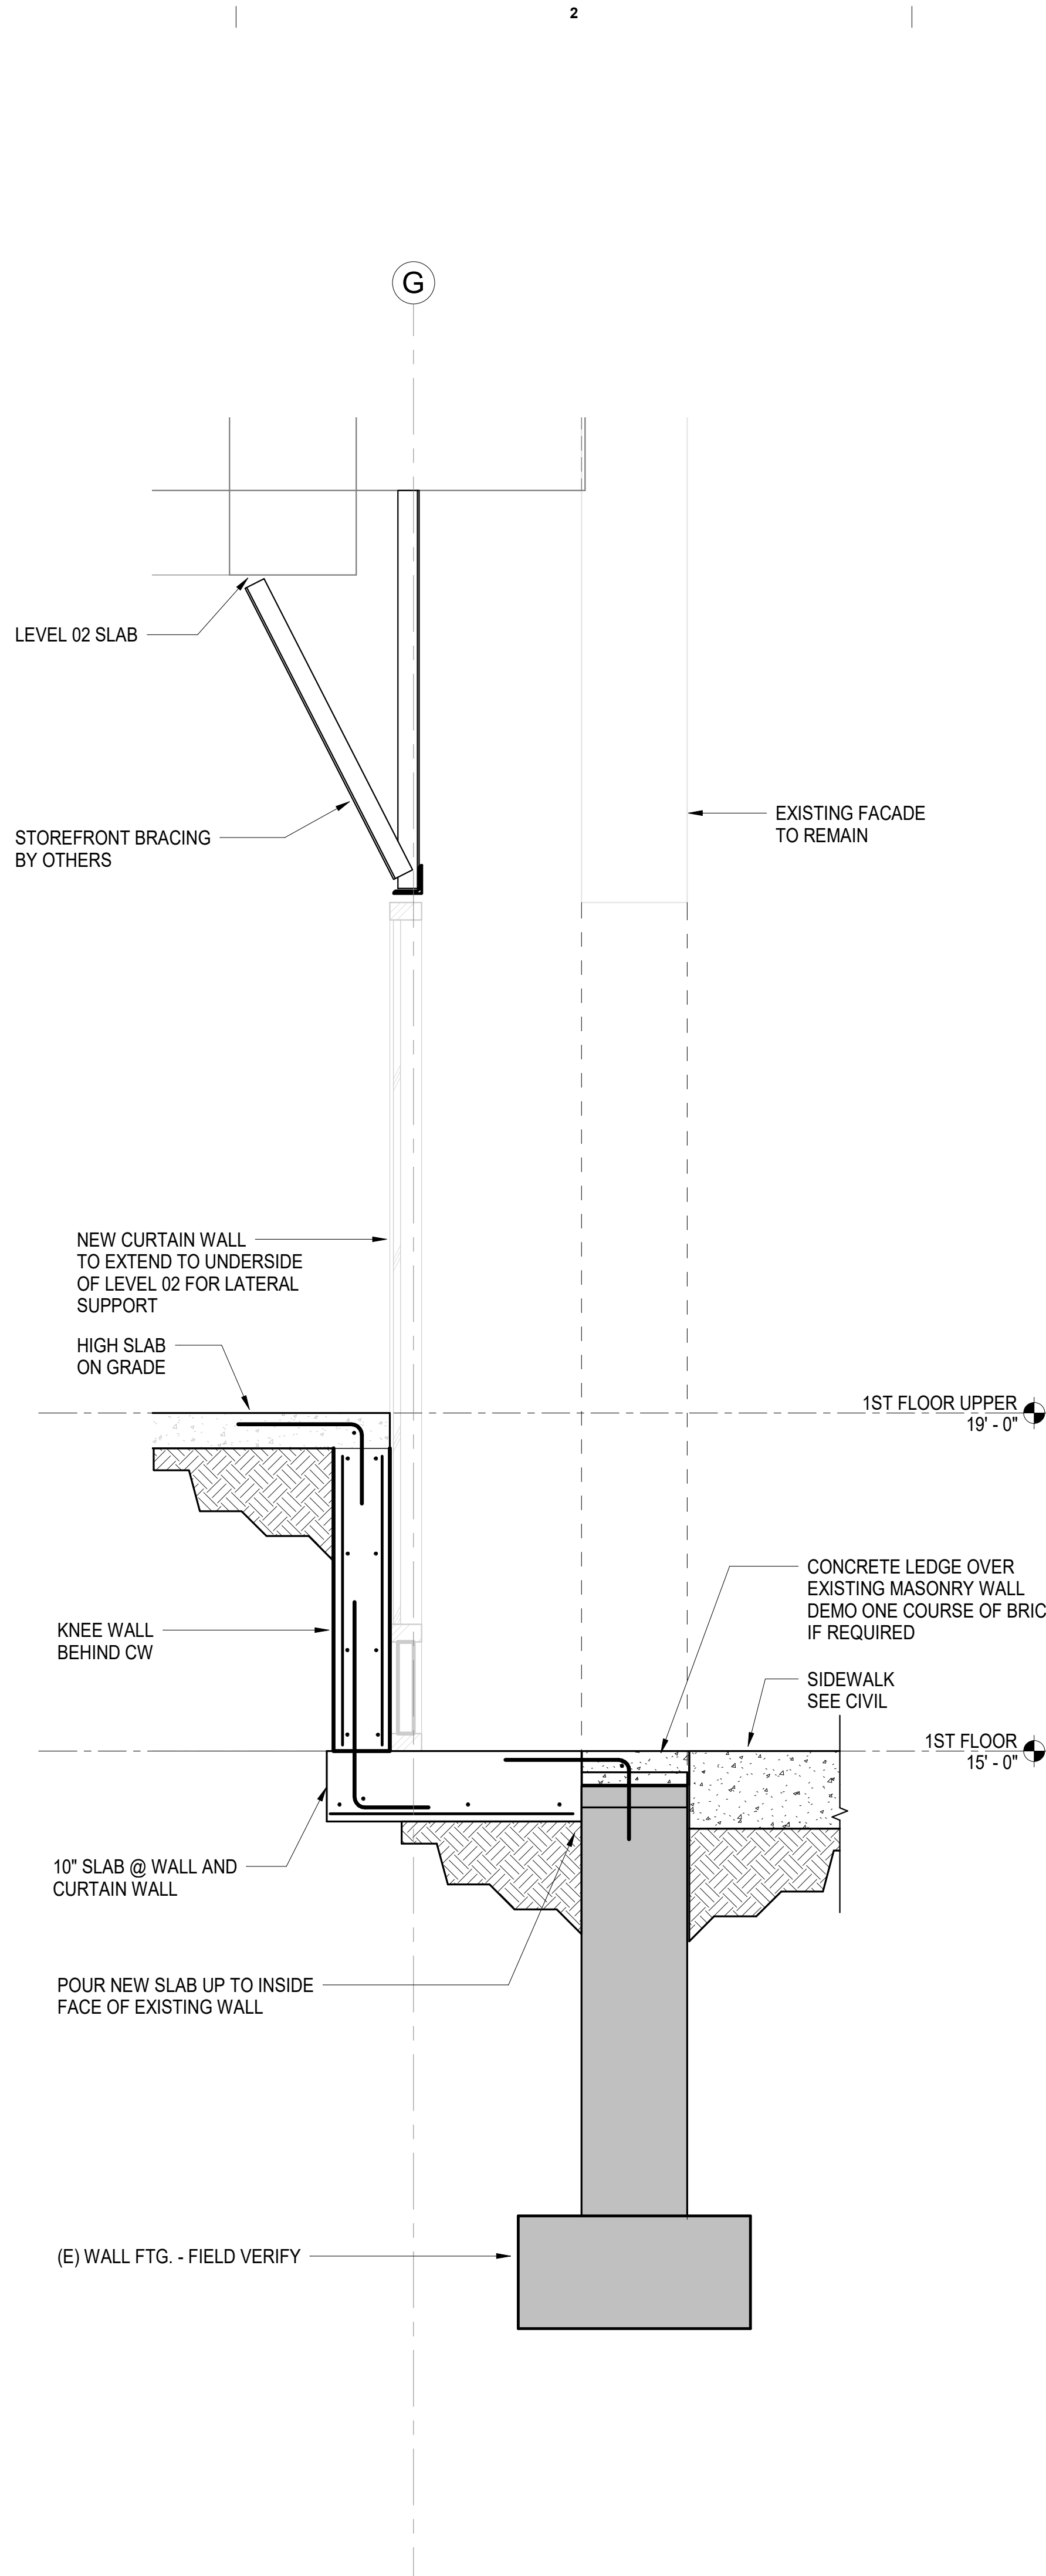 2
G
LEVEL 02 SLAB
STOREFRONT BRACING
BY OTHERS
EXISTING FACADE
TO REMAIN
NEW CURTAIN WALL
TO EXTEND TO UNDERSIDE
OF LEVEL 02 FOR LATERAL
SUPPORT
HIGH SLAB
ON GRADE
1ST FLOOR UPPER
19' - 0"
CONCRETE LEDGE OVER
EXISTING MASONRY WALL
DEMO ONE COURSE OF BRIC
IF REQUIRED
KNEE WALL
BEHIND CW
SIDEWALK
SEE CIVIL
1ST FLOOR
15' - 0"
10" SLAB @ WALL AND
CURTAIN WALL
POUR NEW SLAB UP TO INSIDE
FACE OF EXISTING WALL
(E) WALL FTG. - FIELD VERIFY